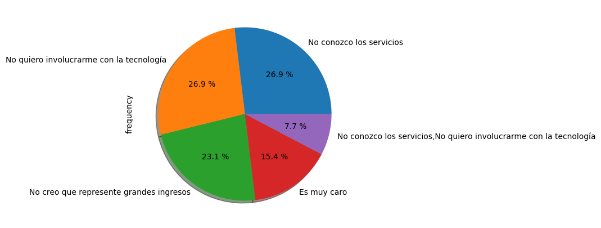 No conozco los servicios
No quiero involucrarme con la tecnología
26.9 %
26.9 %
frequency
7.7 %
No conozco los servicios,No quiero involucrarme con la tecnología
23.1 %
15.4 %
No creo que represente grandes ingresos
Es muy caro